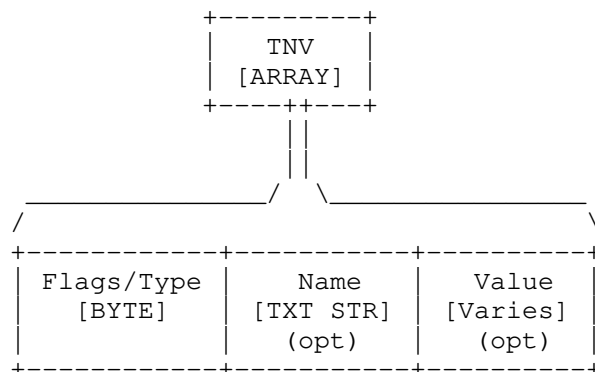 TNV
[ARRAY]
Flags/Type Name Value
[BYTE] [TXT STR] [Varies]
(opt) (opt)